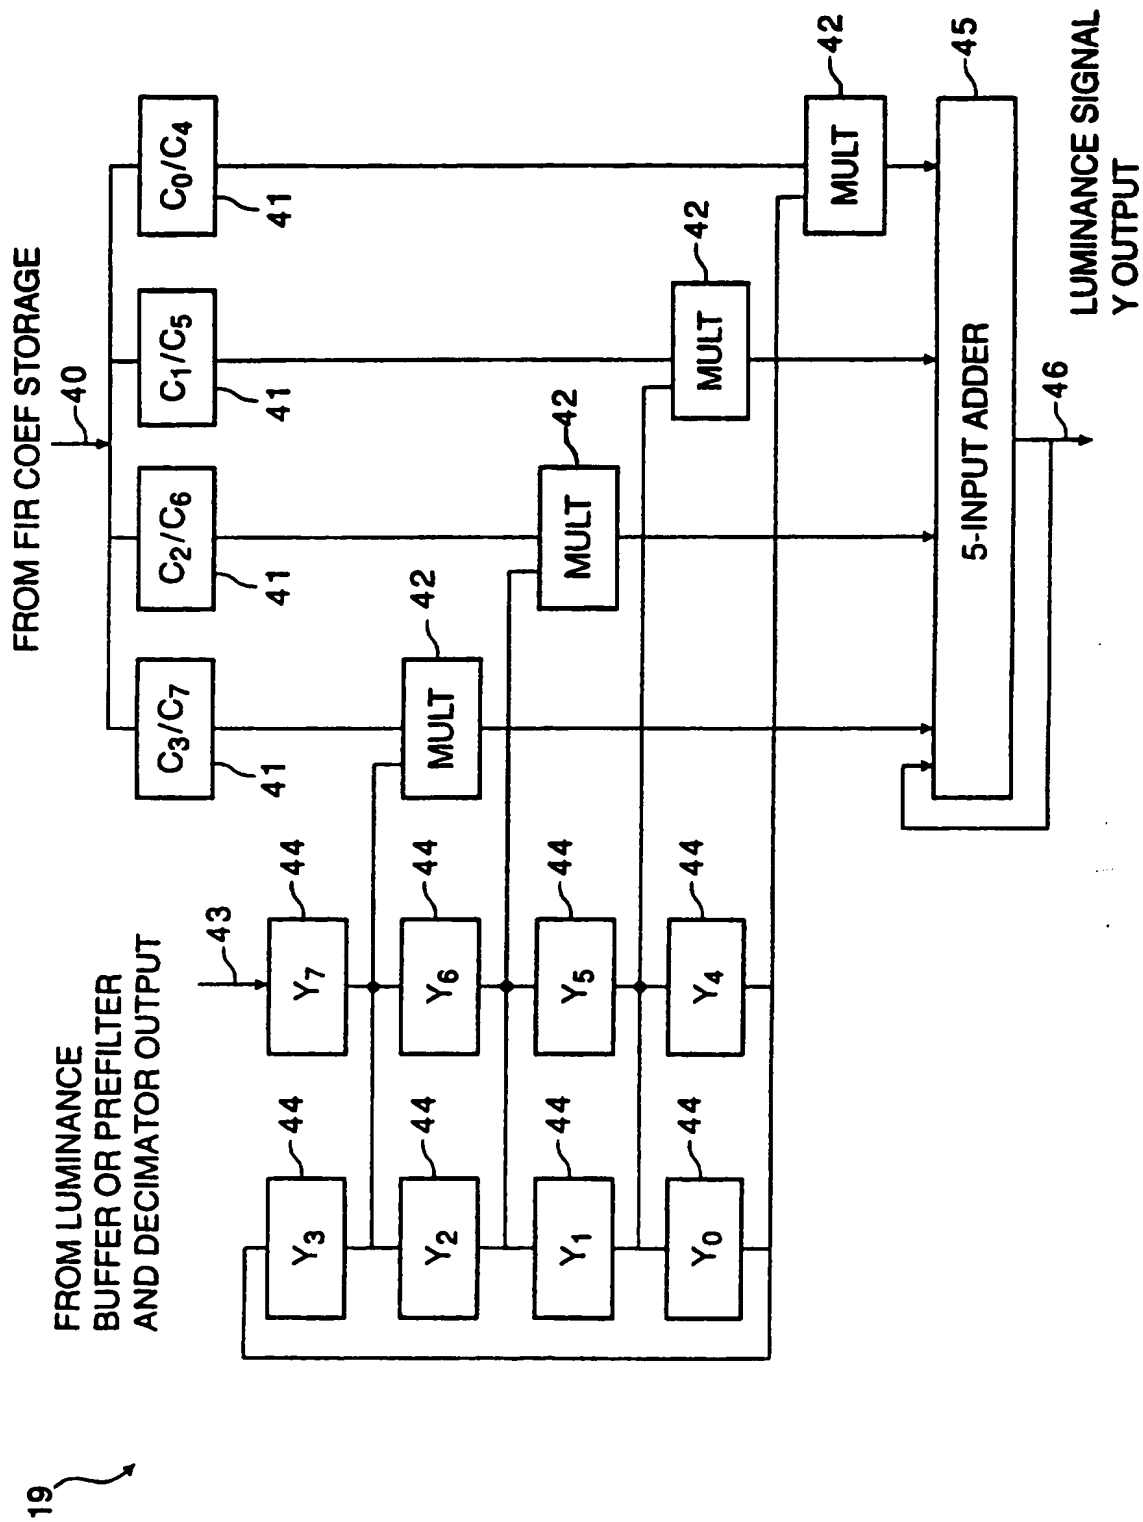 19
FROM LUMINANCE
BUFFER OR PREFILTER
AND DECIMATOR OUTPUT
43
FROM FIR COEF STORAGE
40
C3/C7
41
C2/C6
41
C1/C5
41
C0/C4
41
Y3
44
Y7
44
MULT
42
Y2
44
Y6
44
MULT
42
Y1
44
Y5
44
MULT
42
Y0
44
Y4
44
MULT
42
5-INPUT ADDER
45
46
LUMINANCE SIGNAL
Y OUTPUT